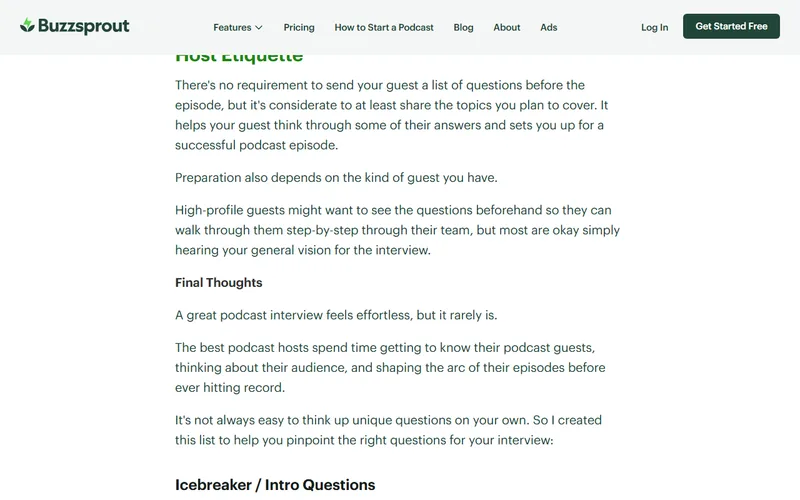 Buzzsprout
Features
Pricing
How to Start a Podcast
Blog
About
Ads
Log In
Get Started Free
Host Etiquette
There's no requirement to send your guest a list of questions before the
episode, but it's considerate to at least share the topics you plan to cover. It
helps your guest think through some of their answers and sets you up for a
successful podcast episode.
Preparation also depends on the kind of guest you have.
High-profile guests might want to see the questions beforehand so they can
walk through them step-by-step through their team, but most are okay simply
hearing your general vision for the interview.
Final Thoughts
A great podcast interview feels effortless, but it rarely is.
The best podcast hosts spend time getting to know their podcast guests,
thinking about their audience, and shaping the arc of their episodes before
ever hitting record.
It's not always easy to think up unique questions on your own. So I created
this list to help you pinpoint the right questions for your interview:
Icebreaker / Intro Questions